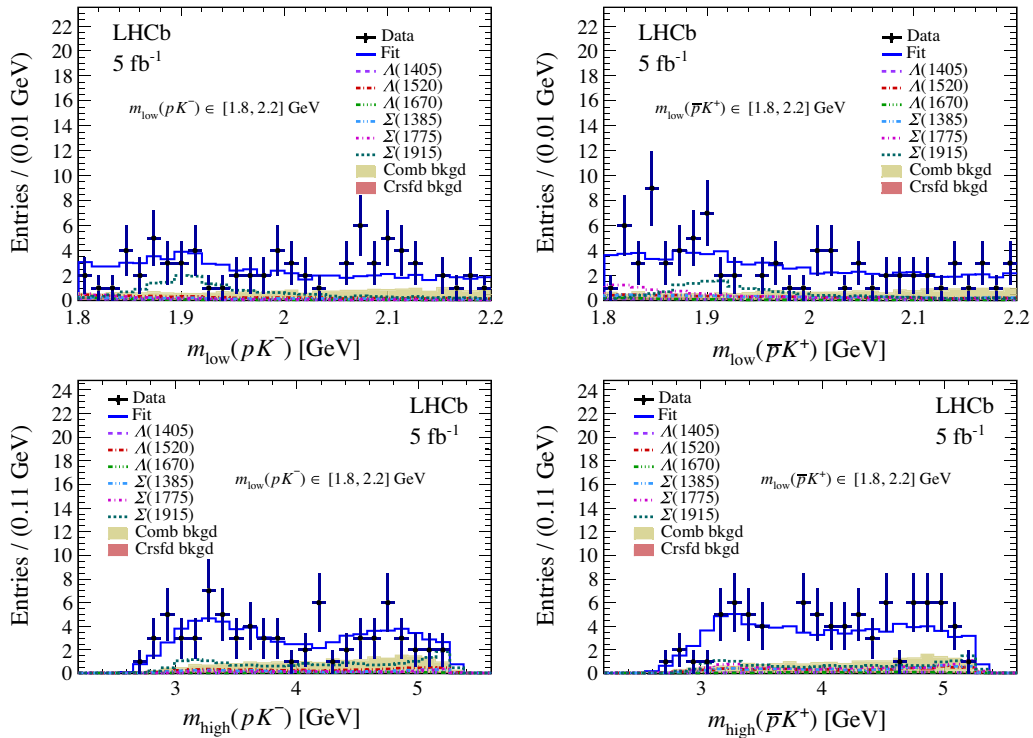 LHCb
5 fb⁻¹
m_low(pK⁻) ∈ [1.8, 2.2] GeV
Data
Fit
Λ(1405)
Λ(1520)
Λ(1670)
Σ(1385)
Σ(1775)
Σ(1915)
Comb bkgd
Crsfd bkgd
Entries / (0.01 GeV)
22
20
18
16
14
12
10
8
6
4
2
0
1.8 1.9 2 2.1 2.2
m_low(pK⁻) [GeV]
LHCb
5 fb⁻¹
m_low(p̅K⁺) ∈ [1.8, 2.2] GeV
Data
Fit
Λ(1405)
Λ(1520)
Λ(1670)
Σ(1385)
Σ(1775)
Σ(1915)
Comb bkgd
Crsfd bkgd
Entries / (0.01 GeV)
22
20
18
16
14
12
10
8
6
4
2
0
1.8 1.9 2 2.1 2.2
m_low(p̅K⁺) [GeV]
Data
Fit
Λ(1405)
Λ(1520)
Λ(1670)
Σ(1385)
Σ(1775)
Σ(1915)
Comb bkgd
Crsfd bkgd
LHCb
5 fb⁻¹
m_low(pK⁻) ∈ [1.8, 2.2] GeV
Entries / (0.11 GeV)
24
22
20
18
16
14
12
10
8
6
4
2
0
3 4 5
m_high(pK⁻) [GeV]
Data
Fit
Λ(1405)
Λ(1520)
Λ(1670)
Σ(1385)
Σ(1775)
Σ(1915)
Comb bkgd
Crsfd bkgd
LHCb
5 fb⁻¹
m_low(p̅K⁺) ∈ [1.8, 2.2] GeV
Entries / (0.11 GeV)
24
22
20
18
16
14
12
10
8
6
4
2
0
3 4 5
m_high(p̅K⁺) [GeV]